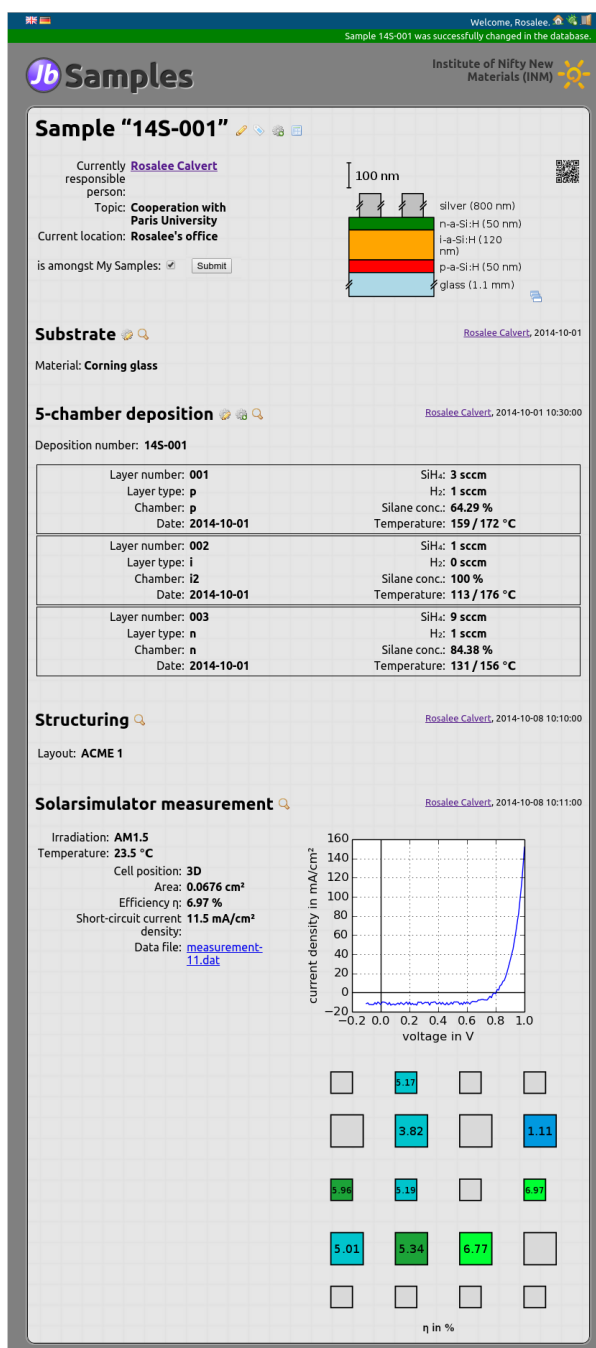 Welcome, Rosalee.
Sample 14S-001 was successfully changed in the database.
Jb Samples
Institute of Nifty New
Materials (INM)
Sample “14S-001”
Currently responsible person: Rosalee Calvert
Topic: Cooperation with Paris University
Current location: Rosalee's office
is amongst My Samples: Submit
100 nm
silver (800 nm)
n-a-Si:H (50 nm)
i-a-Si:H (120
nm)
p-a-Si:H (50 nm)
glass (1.1 mm)
Substrate Rosalee Calvert, 2014-10-01
Material: Corning glass
5-chamber deposition Rosalee Calvert, 2014-10-01 10:30:00
Deposition number: 14S-001
Layer number: 001 SiH₄: 3 sccm
Layer type: p H₂: 1 sccm
Chamber: p Silane conc.: 64.29 %
Date: 2014-10-01 Temperature: 159 / 172 °C
Layer number: 002 SiH₄: 1 sccm
Layer type: i H₂: 0 sccm
Chamber: i2 Silane conc.: 100 %
Date: 2014-10-01 Temperature: 113 / 176 °C
Layer number: 003 SiH₄: 9 sccm
Layer type: n H₂: 1 sccm
Chamber: n Silane conc.: 84.38 %
Date: 2014-10-01 Temperature: 131 / 156 °C
Structuring Rosalee Calvert, 2014-10-08 10:10:00
Layout: ACME 1
Solarsimulator measurement Rosalee Calvert, 2014-10-08 10:11:00
Irradiation: AM1.5
Temperature: 23.5 °C
Cell position: 3D
Area: 0.0676 cm²
Efficiency η: 6.97 %
Short-circuit current density: 11.5 mA/cm²
Data file: measurement-
11.dat
current density in mA/cm²
160
140
120
100
80
60
40
20
0
−20
−0.2 0.0 0.2 0.4 0.6 0.8 1.0
voltage in V
5.17
3.82 1.11
5.96 5.19 6.97
5.01 5.34 6.77
η in %